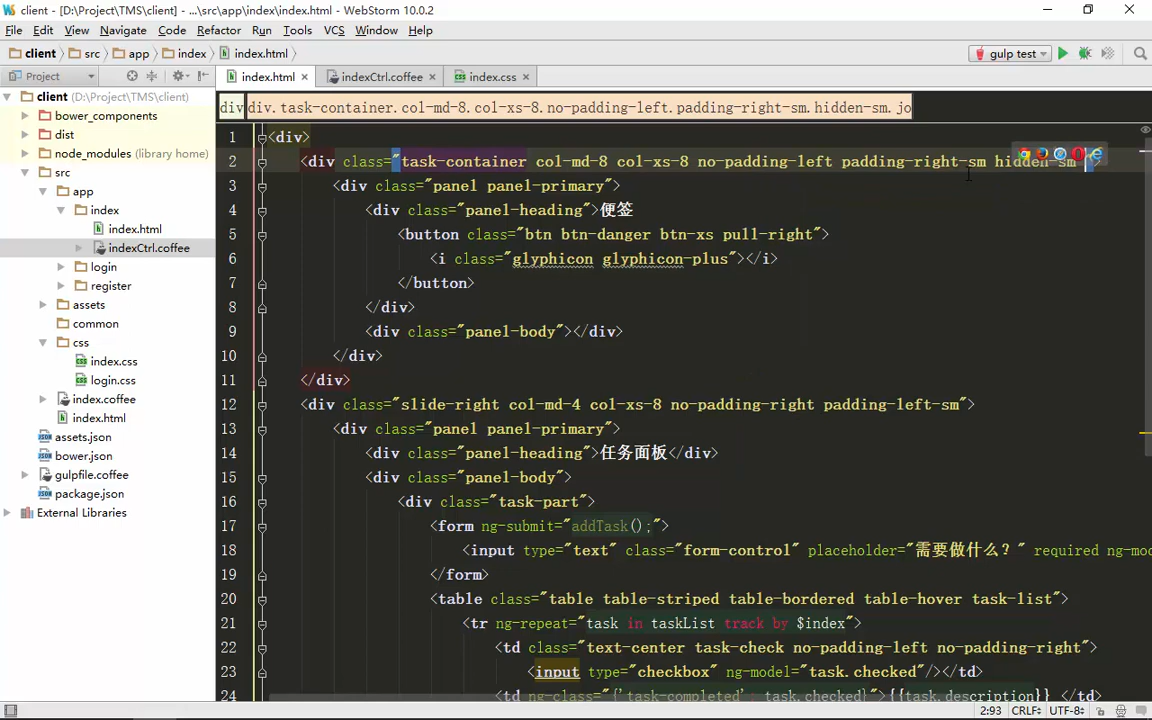 client - [D:\Project\TMS\client] - ...\src\app\index\index.html - WebStorm 10.0.2
File Edit View Navigate Code Refactor Run Tools VCS Window Help
client src app index index.html gulp test
Project index.html indexCtrl.coffee index.css
client (D:\Project\TMS\client)
bower_components
dist
node_modules (library home)
src
app
index
index.html
indexCtrl.coffee
login
register
assets
common
css
index.css
login.css
index.coffee
index.html
assets.json
bower.json
gulpfile.coffee
package.json
External Libraries
div div.task-container.col-md-8.col-xs-8.no-padding-left.padding-right-sm.hidden-sm.jo
1 <div>
2 <div class="task-container col-md-8 col-xs-8 no-padding-left padding-right-sm hidden-sm ">
3 <div class="panel panel-primary">
4 <div class="panel-heading">便签
5 <button class="btn btn-danger btn-xs pull-right">
6 <i class="glyphicon glyphicon-plus"></i>
7 </button>
8 </div>
9 <div class="panel-body"></div>
10 </div>
11 </div>
12 <div class="slide-right col-md-4 col-xs-8 no-padding-right padding-left-sm">
13 <div class="panel panel-primary">
14 <div class="panel-heading">任务面板</div>
15 <div class="panel-body">
16 <div class="task-part">
17 <form ng-submit="addTask();">
18 <input type="text" class="form-control" placeholder="需要做什么？" required ng-mo
19 </form>
20 <table class="table table-striped table-bordered table-hover task-list">
21 <tr ng-repeat="task in taskList track by $index">
22 <td class="text-center task-check no-padding-left no-padding-right">
23 <input type="checkbox" ng-model="task.checked"/></td>
24 <td ng-class="{'task-completed': task.checked}">{{task.description}} </td>
2:93 CRLF UTF-8